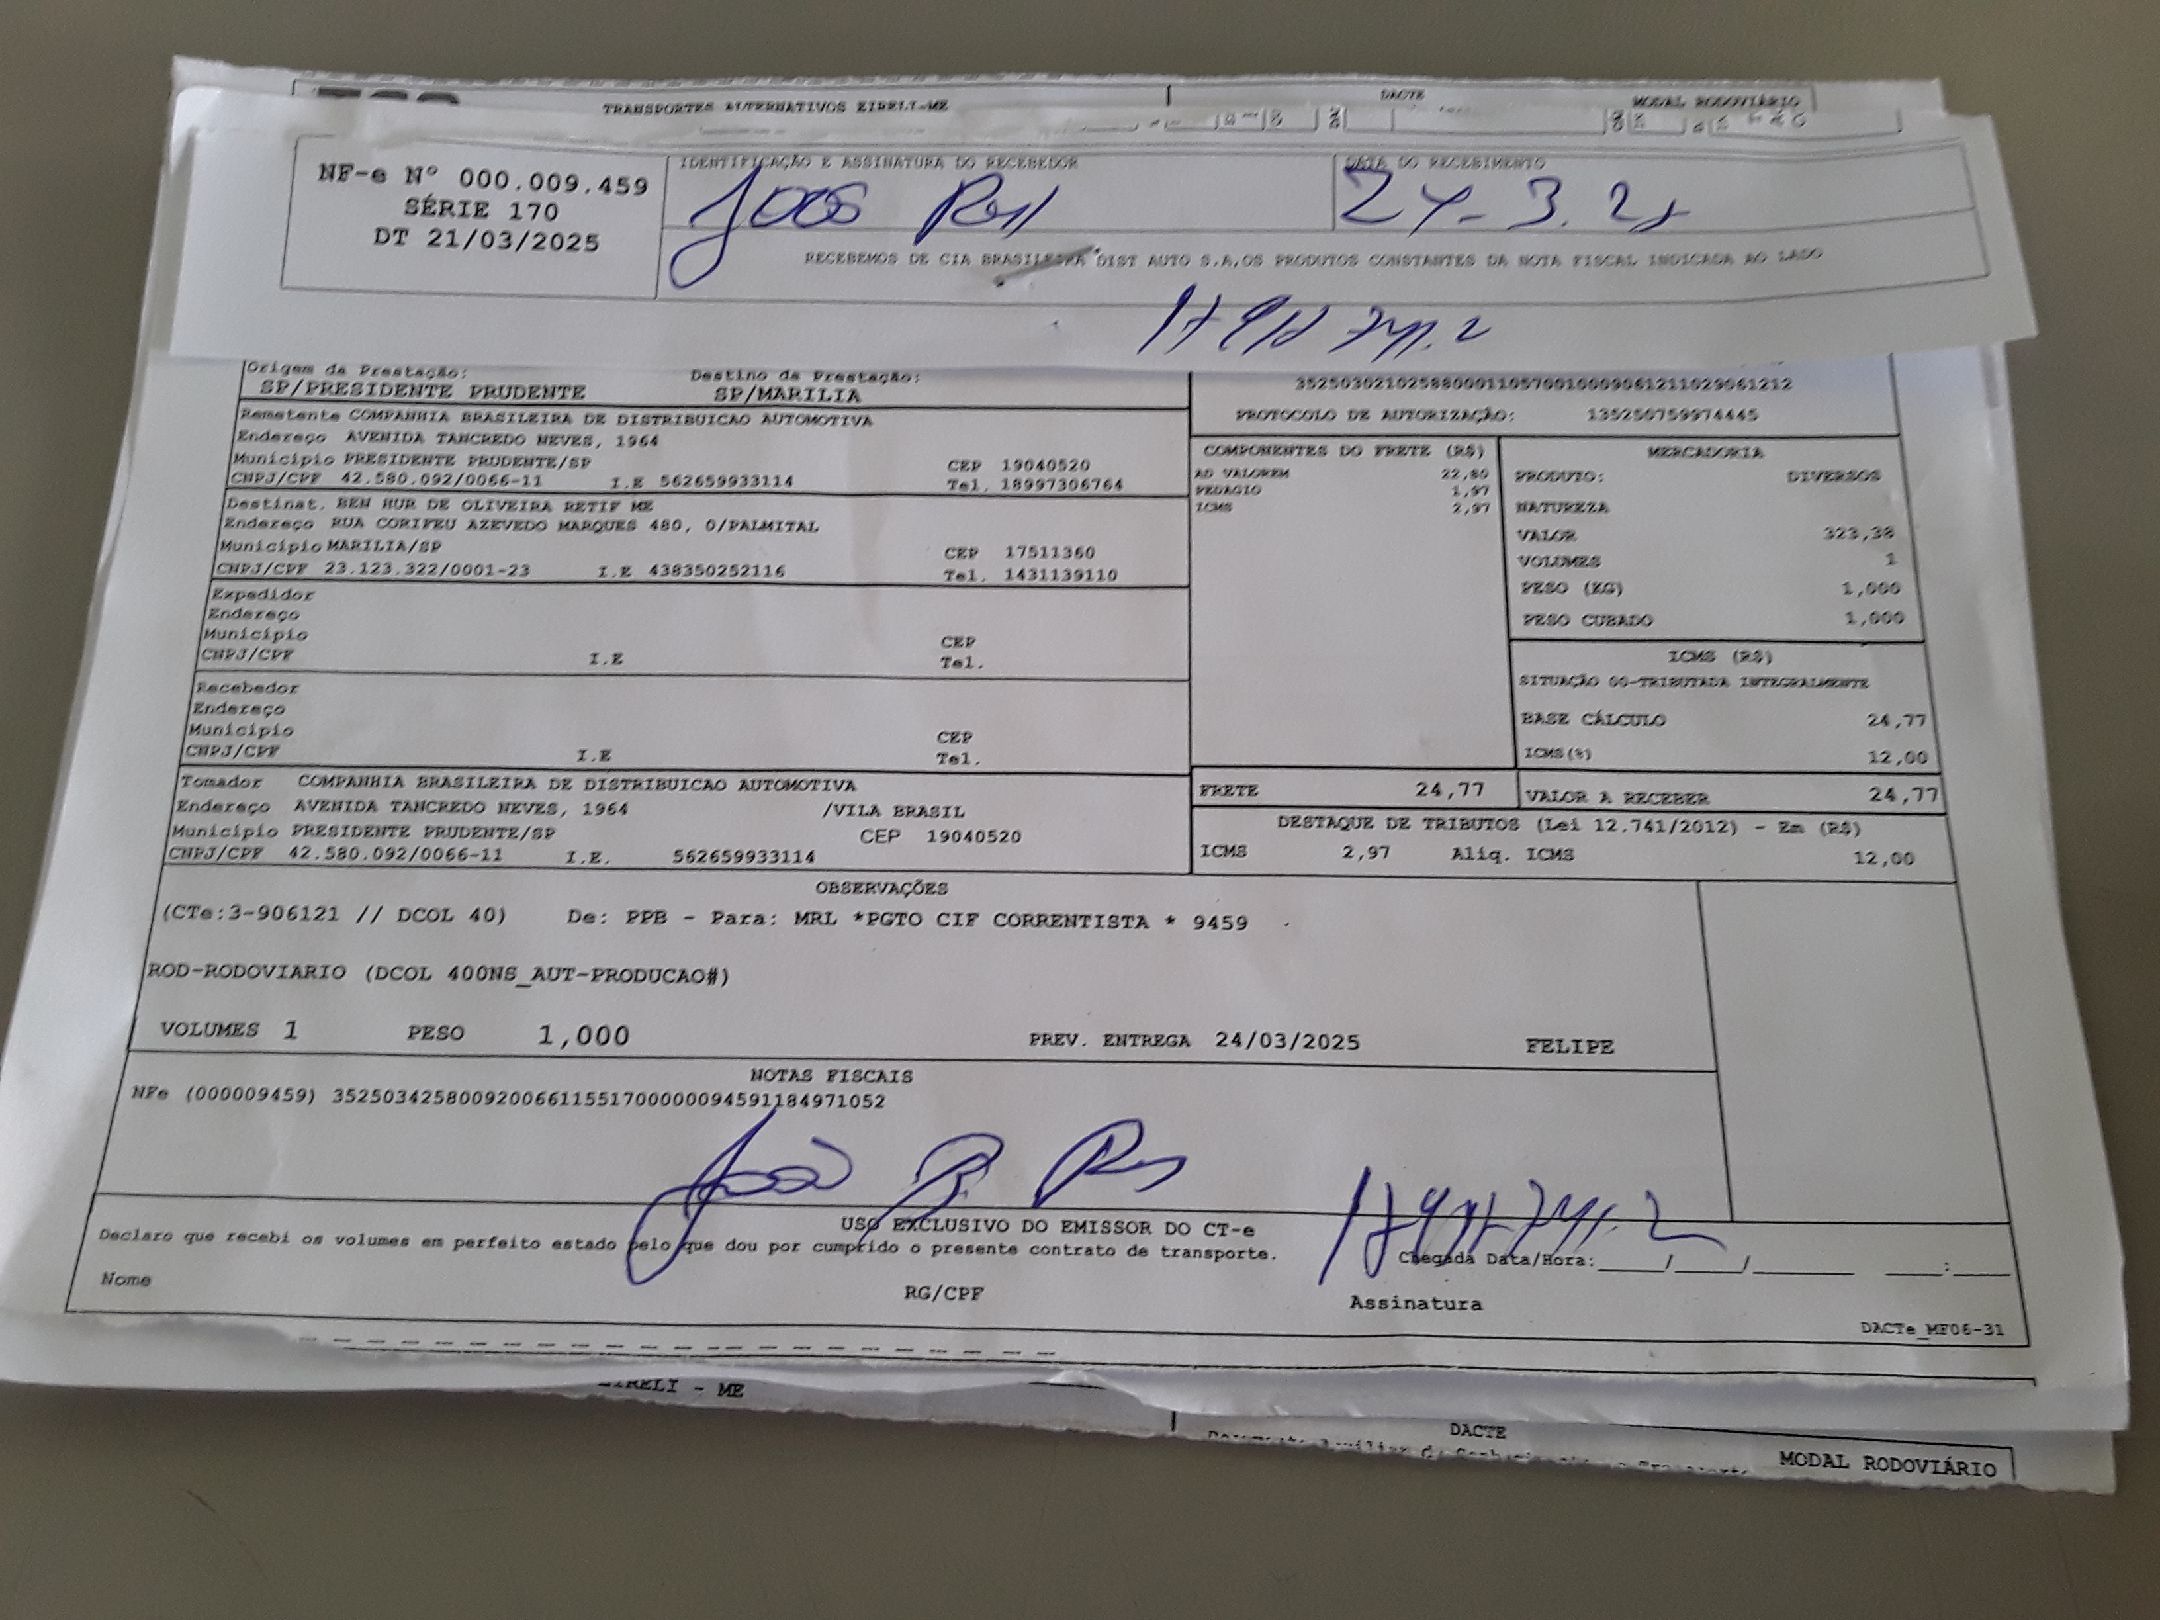 TRANSPORTES ALTERNATIVOS EIRELI-ME
DACTE
MODAL RODOVIÁRIO
NF-e Nº 000.009.459
SÉRIE 170
DT 21/03/2025
IDENTIFICAÇÃO E ASSINATURA DO RECEBEDOR
DATA DO RECEBIMENTO
RECEBEMOS DE CIA BRASILEIRA DIST AUTO S.A,OS PRODUTOS CONSTANTES DA NOTA FISCAL INDICADA AO LADO
Origem da Prestação: Destino da Prestação:
SP/PRESIDENTE PRUDENTE SP/MARILIA
35250302102588000110570010009061211029061212
PROTOCOLO DE AUTORIZAÇÃO: 135250759974445
Remetente COMPANHIA BRASILEIRA DE DISTRIBUICAO AUTOMOTIVA
Endereço AVENIDA TANCREDO NEVES, 1964
Município PRESIDENTE PRUDENTE/SP CEP 19040520
CNPJ/CPF 42.580.092/0066-11 I.E 562659933114 Tel. 18997306764
Destinat. BEN HUR DE OLIVEIRA RETIF ME
Endereço RUA CORIFEU AZEVEDO MARQUES 480, 0/PALMITAL
Município MARILIA/SP CEP 17511360
CNPJ/CPF 23.123.322/0001-23 I.E 438350252116 Tel. 1431139110
Expedidor
Endereço
Município CEP
CNPJ/CPF I.E Tel.
Recebedor
Endereço
Município CEP
CNPJ/CPF I.E Tel.
Tomador COMPANHIA BRASILEIRA DE DISTRIBUICAO AUTOMOTIVA
Endereço AVENIDA TANCREDO NEVES, 1964 /VILA BRASIL
Município PRESIDENTE PRUDENTE/SP CEP 19040520
CNPJ/CPF 42.580.092/0066-11 I.E. 562659933114
COMPONENTES DO FRETE (R$)
AD VALOREM 22,80
PEDAGIO 1,97
ICMS 2,97
MERCADORIA
PRODUTO: DIVERSOS
NATUREZA
VALOR 323,38
VOLUMES 1
PESO (KG) 1,000
PESO CUBADO 1,000
ICMS (R$)
SITUAÇÃO 00-TRIBUTADA INTEGRALMENTE
BASE CÁLCULO 24,77
ICMS(%) 12,00
FRETE 24,77 VALOR A RECEBER 24,77
DESTAQUE DE TRIBUTOS (Lei 12.741/2012) - Em (R$)
ICMS 2,97 Aliq. ICMS 12,00
OBSERVAÇÕES
(CTe:3-906121 // DCOL 40) De: PPB - Para: MRL *PGTO CIF CORRENTISTA * 9459
ROD-RODOVIARIO (DCOL 400NS_AUT-PRODUCAO#)
VOLUMES 1 PESO 1,000 PREV. ENTREGA 24/03/2025 FELIPE
NOTAS FISCAIS
NFe (000009459) 35250342580092006611551700000094591184971052
USO EXCLUSIVO DO EMISSOR DO CT-e
Declaro que recebi os volumes em perfeito estado pelo que dou por cumprido o presente contrato de transporte.
Chegada Data/Hora:_____/_____/_______ ____:____
Nome RG/CPF Assinatura
DACTe_MF06-31
EIRELI - ME
DACTE
MODAL RODOVIÁRIO